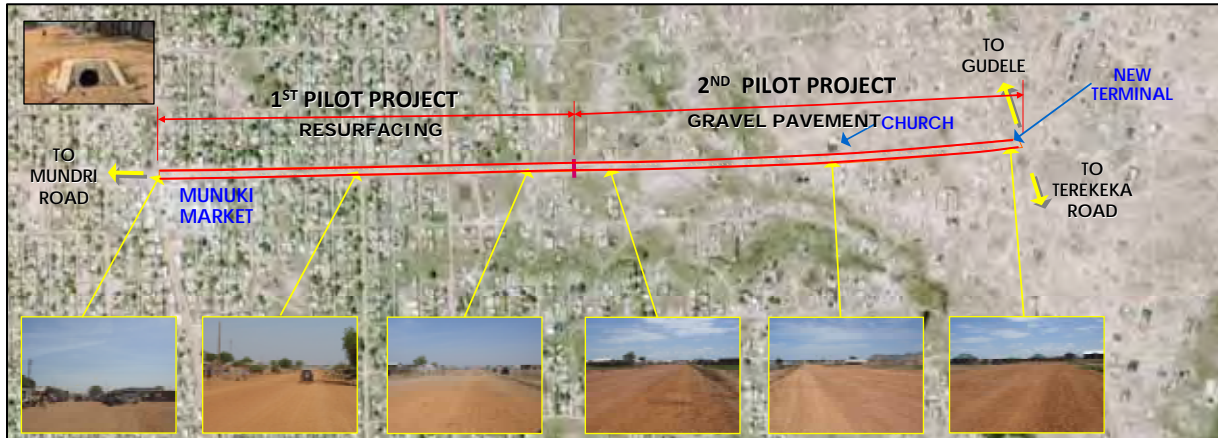 1ST PILOT PROJECT
RESURFACING
2ND PILOT PROJECT
GRAVEL PAVEMENT
CHURCH
TO
GUDELE
NEW
TERMINAL
TO
MUNDRI
ROAD
MUNUKI
MARKET
TO
TEREKEKA
ROAD